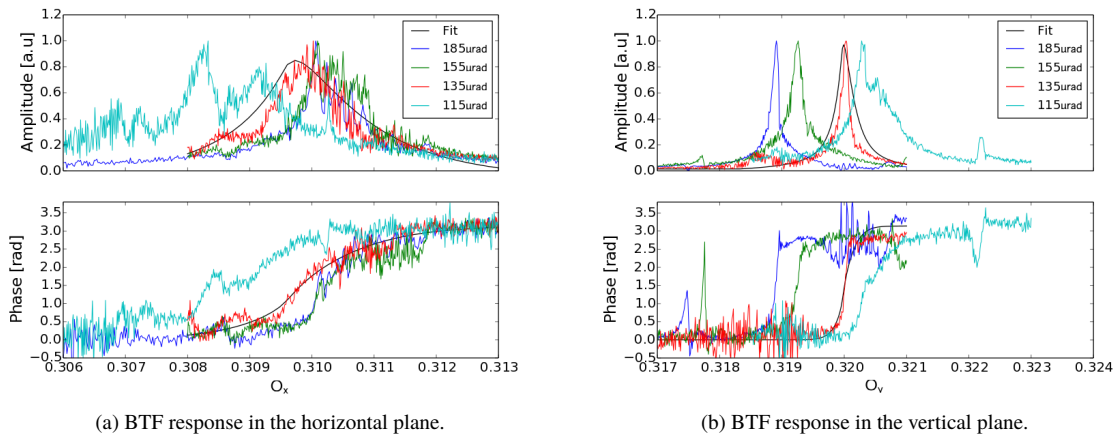 1.2
1.0
0.8
0.6
0.4
0.2
0.0
Amplitude [a.u]
Fit
185urad
155urad
135urad
115urad
3.5
3.0
2.5
2.0
1.5
1.0
0.5
0.0
−0.5
Phase [rad]
0.306 0.307 0.308 0.309 0.310 0.311 0.312 0.313
Qx
(a) BTF response in the horizontal plane.
1.2
1.0
0.8
0.6
0.4
0.2
0.0
Amplitude [a.u]
Fit
185urad
155urad
135urad
115urad
3.5
3.0
2.5
2.0
1.5
1.0
0.5
0.0
−0.5
Phase [rad]
0.317 0.318 0.319 0.320 0.321 0.322 0.323 0.324
Qy
(b) BTF response in the vertical plane.